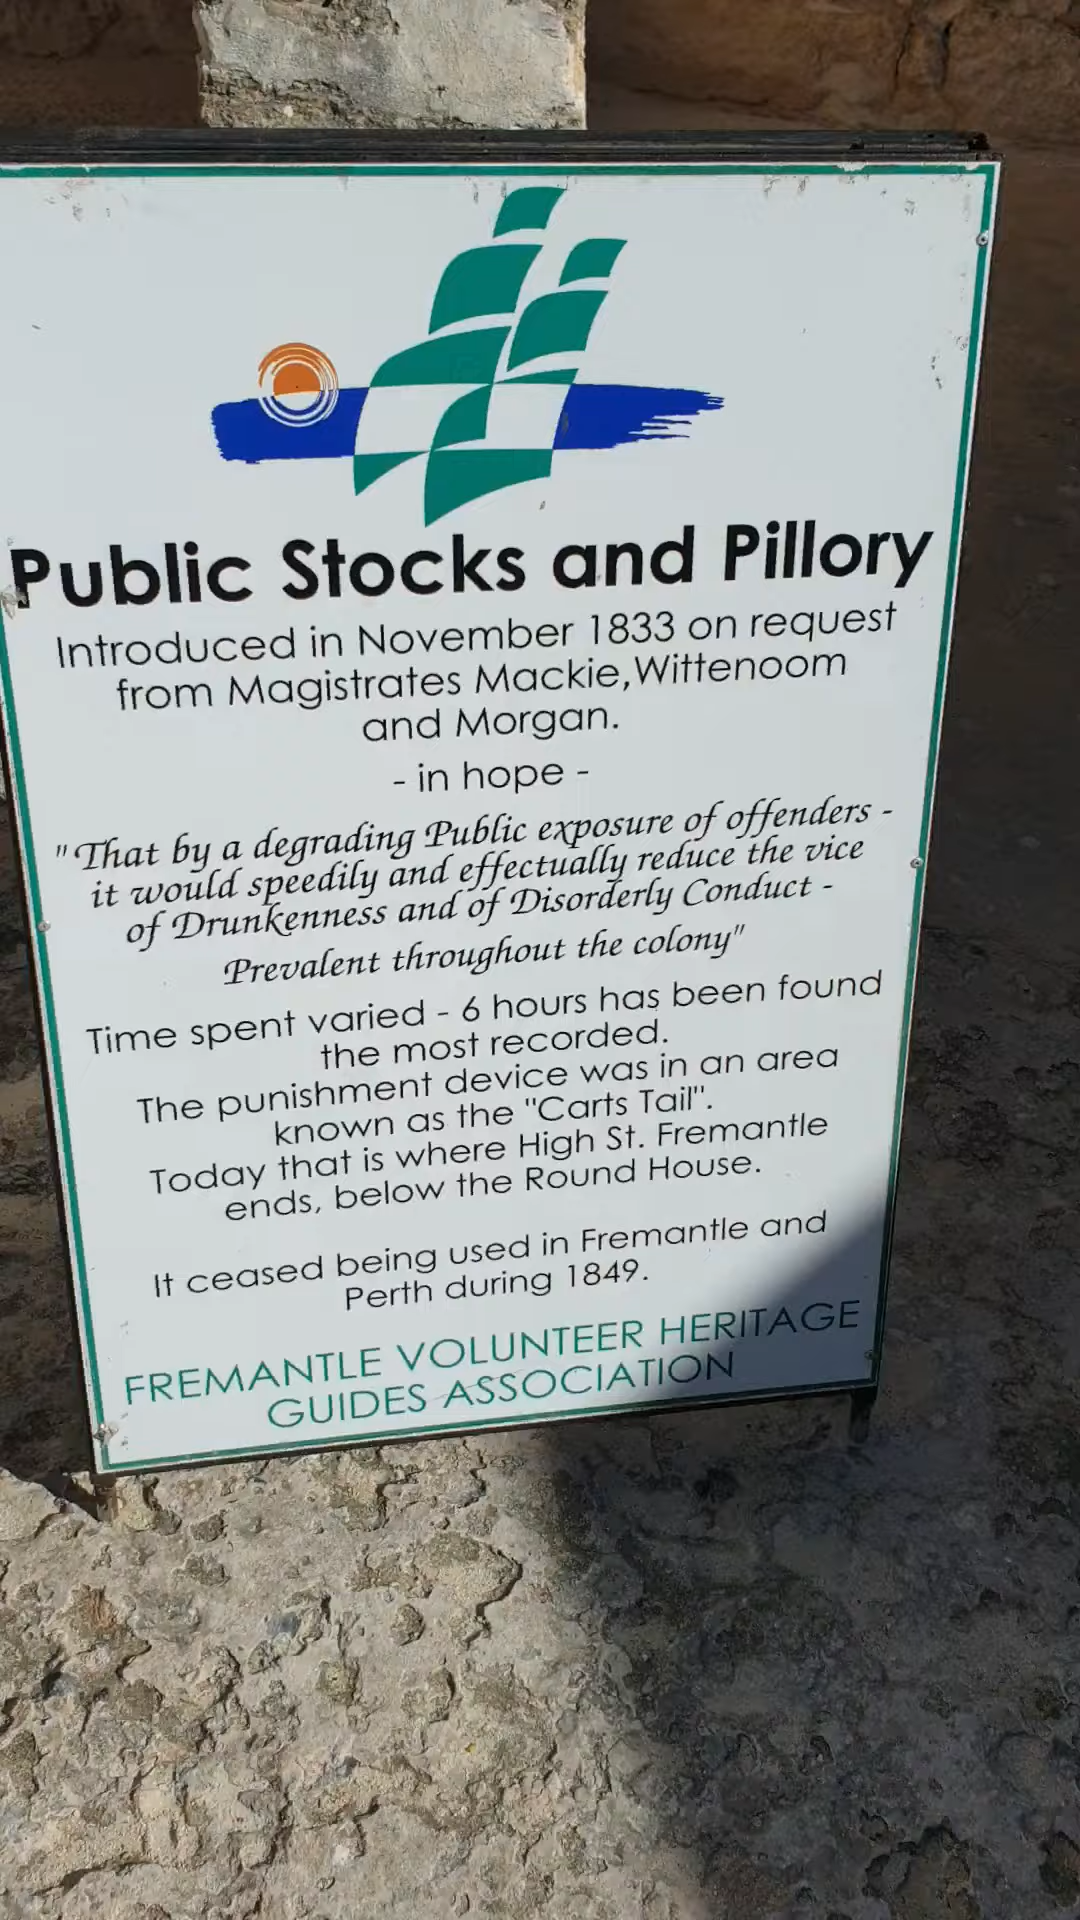 Public Stocks and Pillory
Introduced in November 1833 on request
from Magistrates Mackie, Wittenoom
and Morgan.
- in hope -
"That by a degrading Public exposure of offenders -
it would speedily and effectually reduce the vice
of Drunkenness and of Disorderly Conduct -
Prevalent throughout the colony"
Time spent varied - 6 hours has been found
the most recorded.
The punishment device was in an area
known as the "Carts Tail".
Today that is where High St. Fremantle
ends, below the Round House.
It ceased being used in Fremantle and
Perth during 1849.
FREMANTLE VOLUNTEER HERITAGE
GUIDES ASSOCIATION